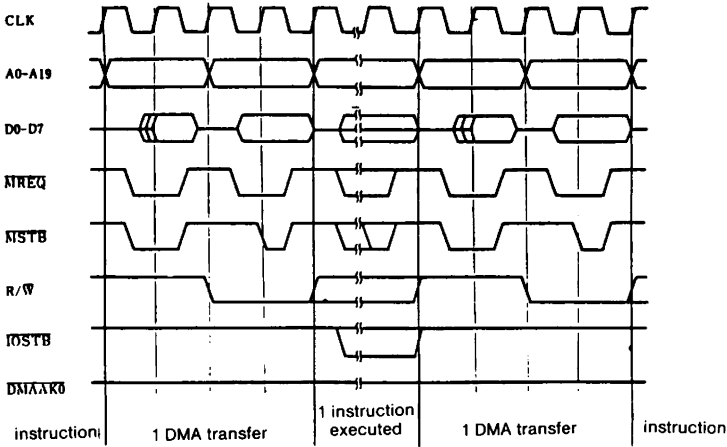 CLK
A0-A19
D0-D7
MREQ
MSTB
R/W
IOSTB
DMAAK0
instruction
1 DMA transfer
1 instruction
executed
1 DMA transfer
instruction